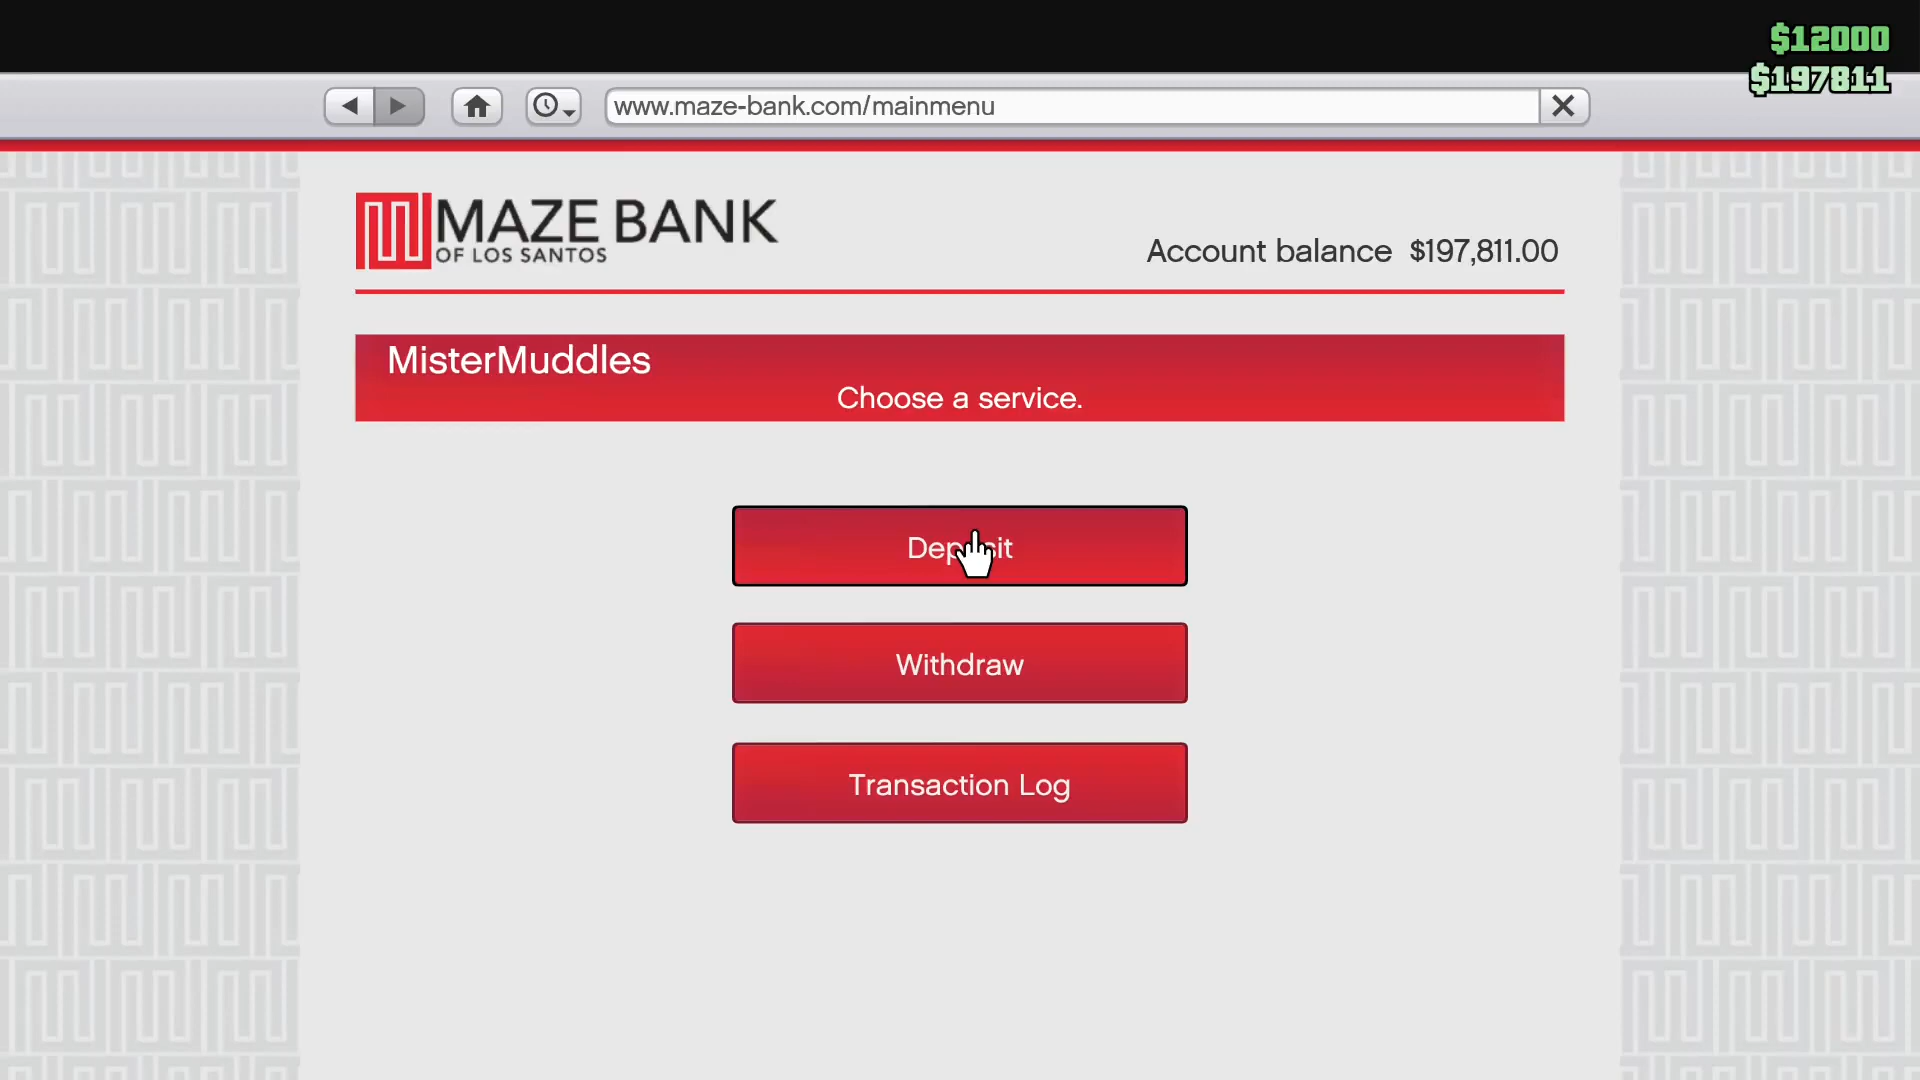 $12000
$197811
www.maze-bank.com/mainmenu
MAZE BANK
OF LOS SANTOS
Account balance $197,811.00
MisterMuddles
Choose a service.
Deposit
Withdraw
Transaction Log